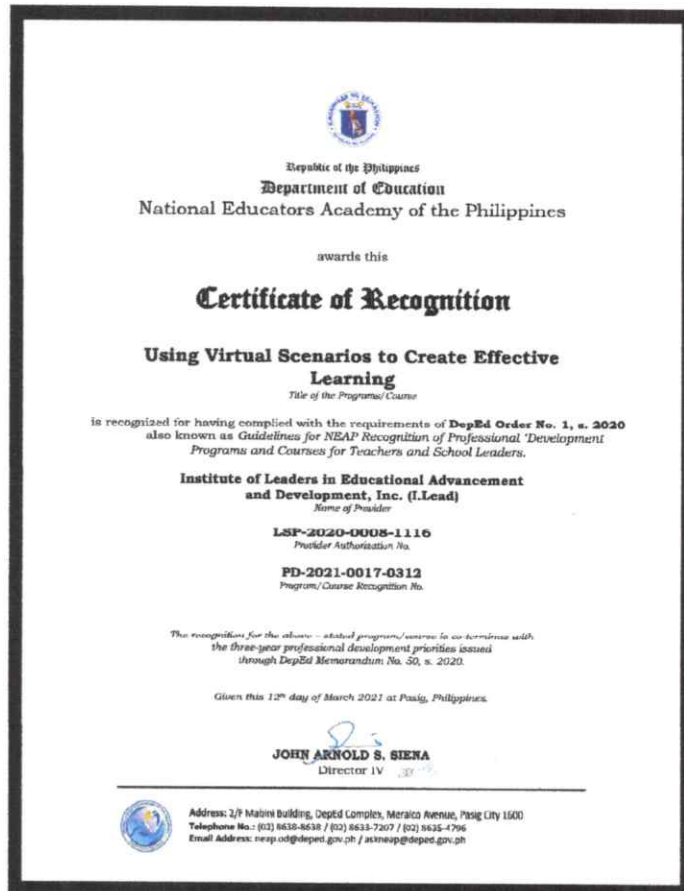 Republic of the Philippines
Department of Education
National Educators Academy of the Philippines
awards this
Certificate of Recognition
Using Virtual Scenarios to Create Effective
Learning
Title of the Programs/Course
is recognized for having complied with the requirements of DepEd Order No. 1, s. 2020
also known as Guidelines for NEAP Recognition of Professional 'Development
Programs and Courses for Teachers and School Leaders.
Institute of Leaders in Educational Advancement
and Development, Inc. (I.Lead)
Name of Provider
LSP-2020-0008-1116
Provider Authorization No.
PD-2021-0017-0312
Program/Course Recognition No.
The recognition for the above – stated program/course is co-terminus with
the three-year professional development priorities issued
through DepEd Memorandum No. 50, s. 2020.
Given this 12th day of March 2021 at Pasig, Philippines.
JOHN ARNOLD S. SIENA
Director IV
Address: 2/F Mabini Building, DepEd Complex, Meralco Avenue, Pasig City 1600
Telephone No.: (02) 8638-8638 / (02) 8633-7207 / (02) 8635-4796
Email Address: neap.od@deped.gov.ph / askneap@deped.gov.ph